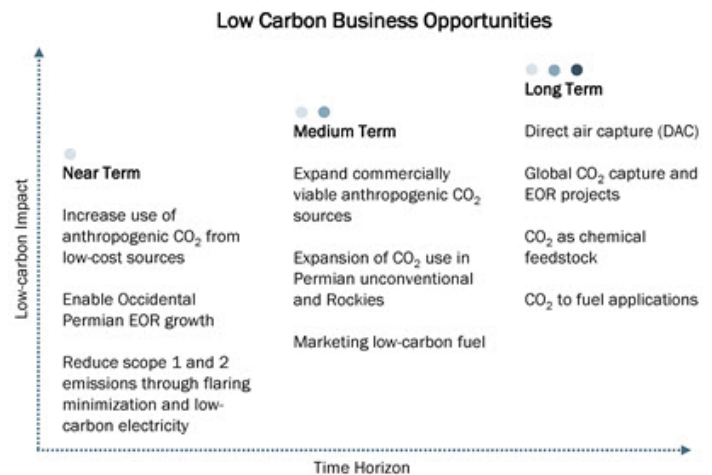 Low Carbon Business Opportunities
Low-carbon Impact
Near Term
Increase use of
anthropogenic CO₂ from
low-cost sources
Enable Occidental
Permian EOR growth
Reduce scope 1 and 2
emissions through flaring
minimization and low-
carbon electricity
Medium Term
Expand commercially
viable anthropogenic CO₂
sources
Expansion of CO₂ use in
Permian unconventional
and Rockies
Marketing low-carbon fuel
Long Term
Direct air capture (DAC)
Global CO₂ capture and
EOR projects
CO₂ as chemical
feedstock
CO₂ to fuel applications
Time Horizon